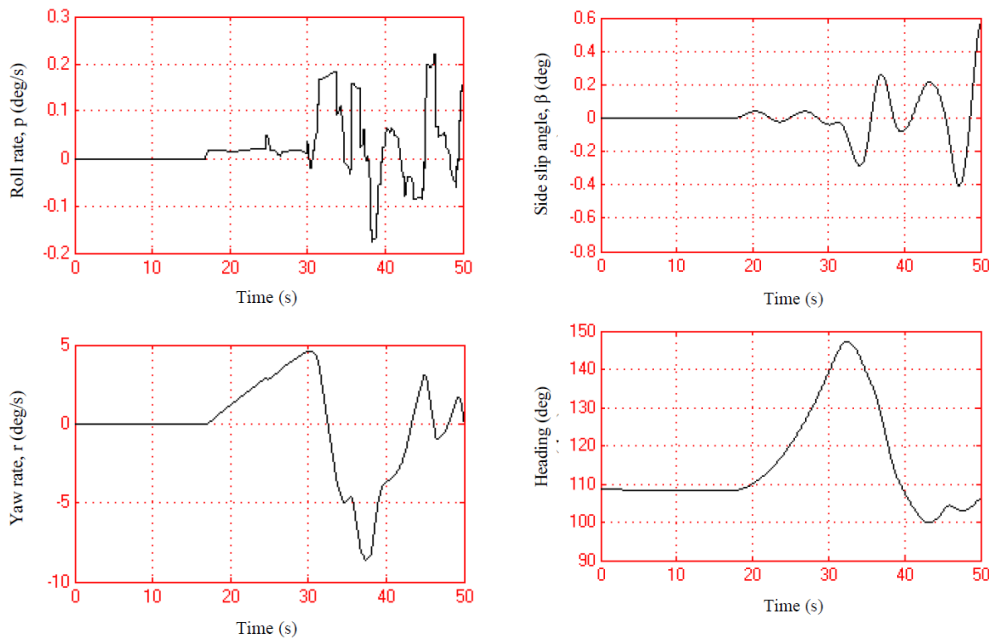 Roll rate, p (deg/s)
0.3
0.2
0.1
0
-0.1
-0.2
0 10 20 30 40 50
Time (s)
Side slip angle, β (deg)
0.6
0.4
0.2
0
-0.2
-0.4
-0.6
-0.8
0 10 20 30 40 50
Time (s)
Yaw rate, r (deg/s)
5
0
-5
-10
0 10 20 30 40 50
Time (s)
Heading (deg)
150
140
130
120
110
100
90
0 10 20 30 40 50
Time (s)